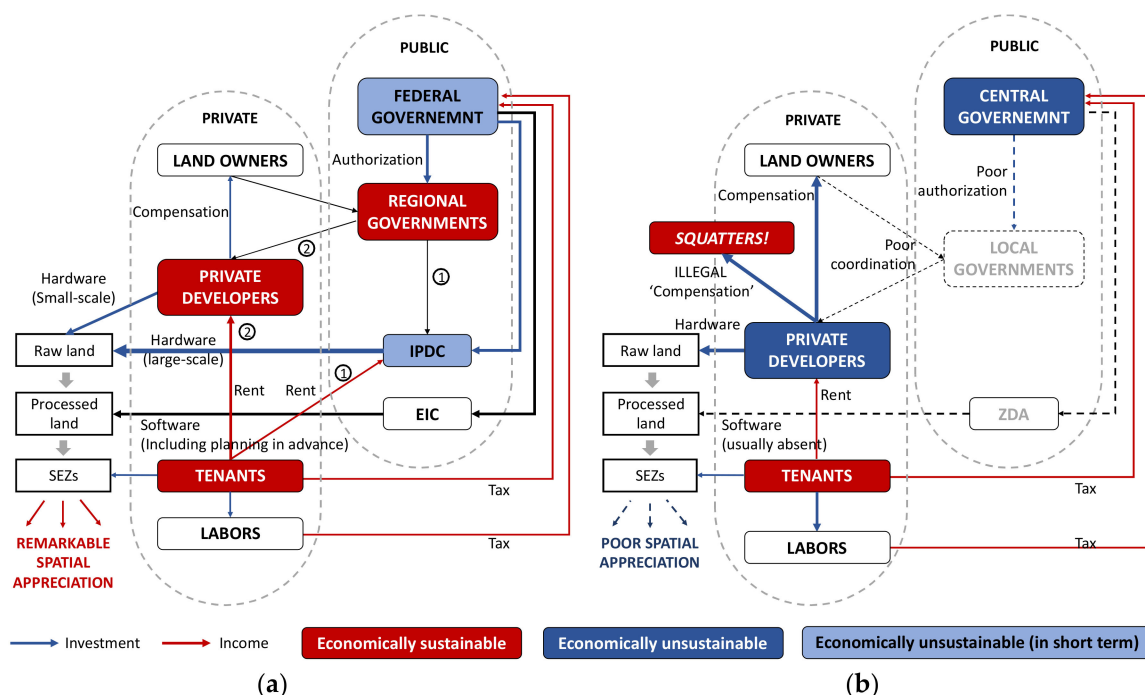 PUBLIC
FEDERAL
GOVERNEMNT
PRIVATE
Authorization
LAND OWNERS
REGIONAL
GOVERNMENTS
Compensation
②
①
Hardware
(Small-scale)
PRIVATE
DEVELOPERS
②
Raw land
Hardware
(large-scale)
IPDC
①
Rent
Rent
Processed
land
EIC
Software
(Including planning in advance)
SEZs
TENANTS
Tax
LABORS
Tax
REMARKABLE
SPATIAL
APPRECIATION
PUBLIC
CENTRAL
GOVERNEMNT
PRIVATE
LAND OWNERS
Poor
authorization
Compensation
SQUATTERS!
Poor
coordination
LOCAL
GOVERNMENTS
ILLEGAL
‘Compensation’
Hardware
PRIVATE
DEVELOPERS
Raw land
Rent
Processed
land
ZDA
Software
(usually absent)
SEZs
TENANTS
Tax
LABORS
Tax
POOR SPATIAL
APPRECIATION
Investment
Income
Economically sustainable
Economically unsustainable
Economically unsustainable (in short term)
(a)
(b)